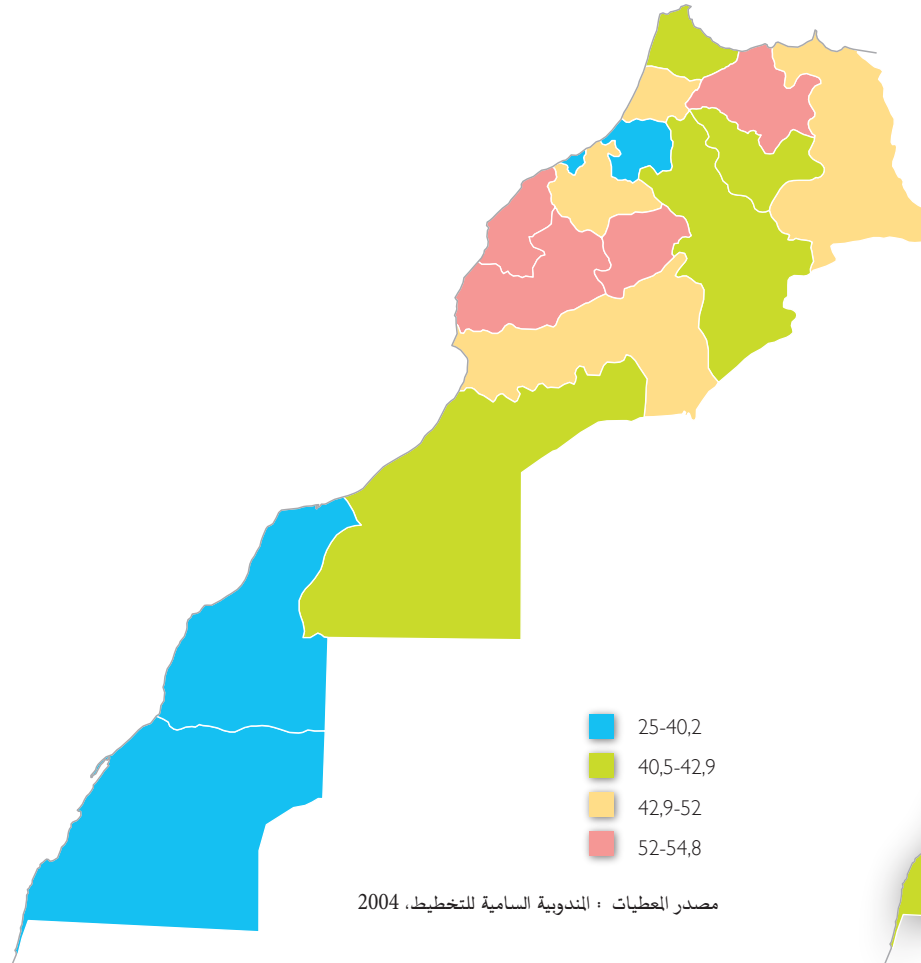 25-40,2
40,5-42,9
42,9-52
52-54,8
مصدر المعطيات : المندوبية السامية للتخطيط، 2004